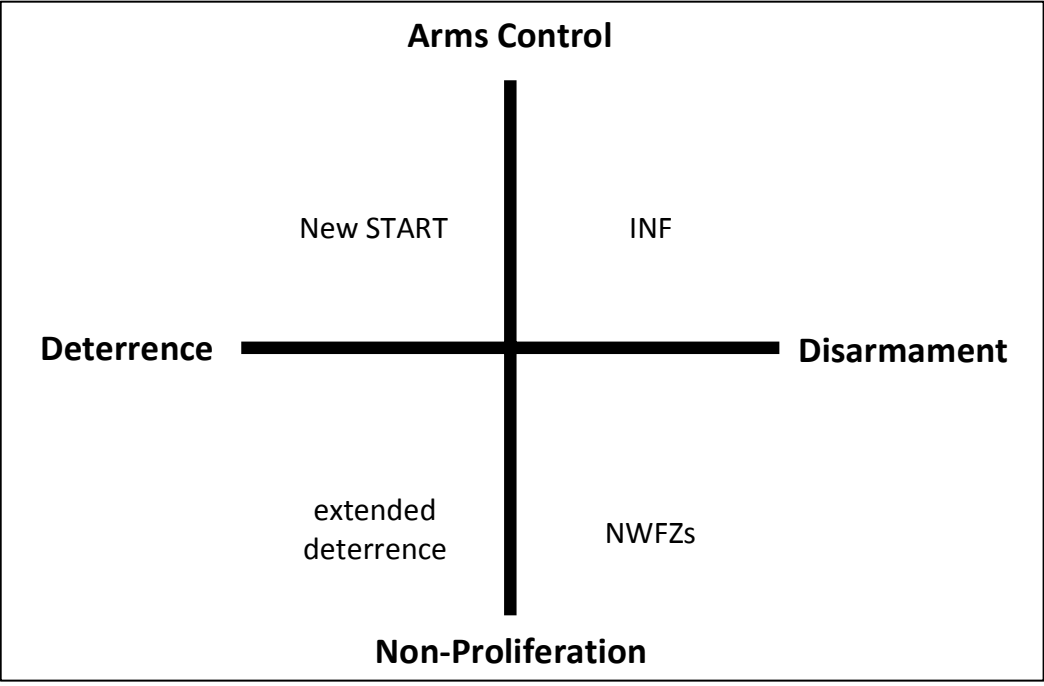 Arms Control
New START
INF
Deterrence
Disarmament
extended
deterrence
NWFZs
Non-Proliferation